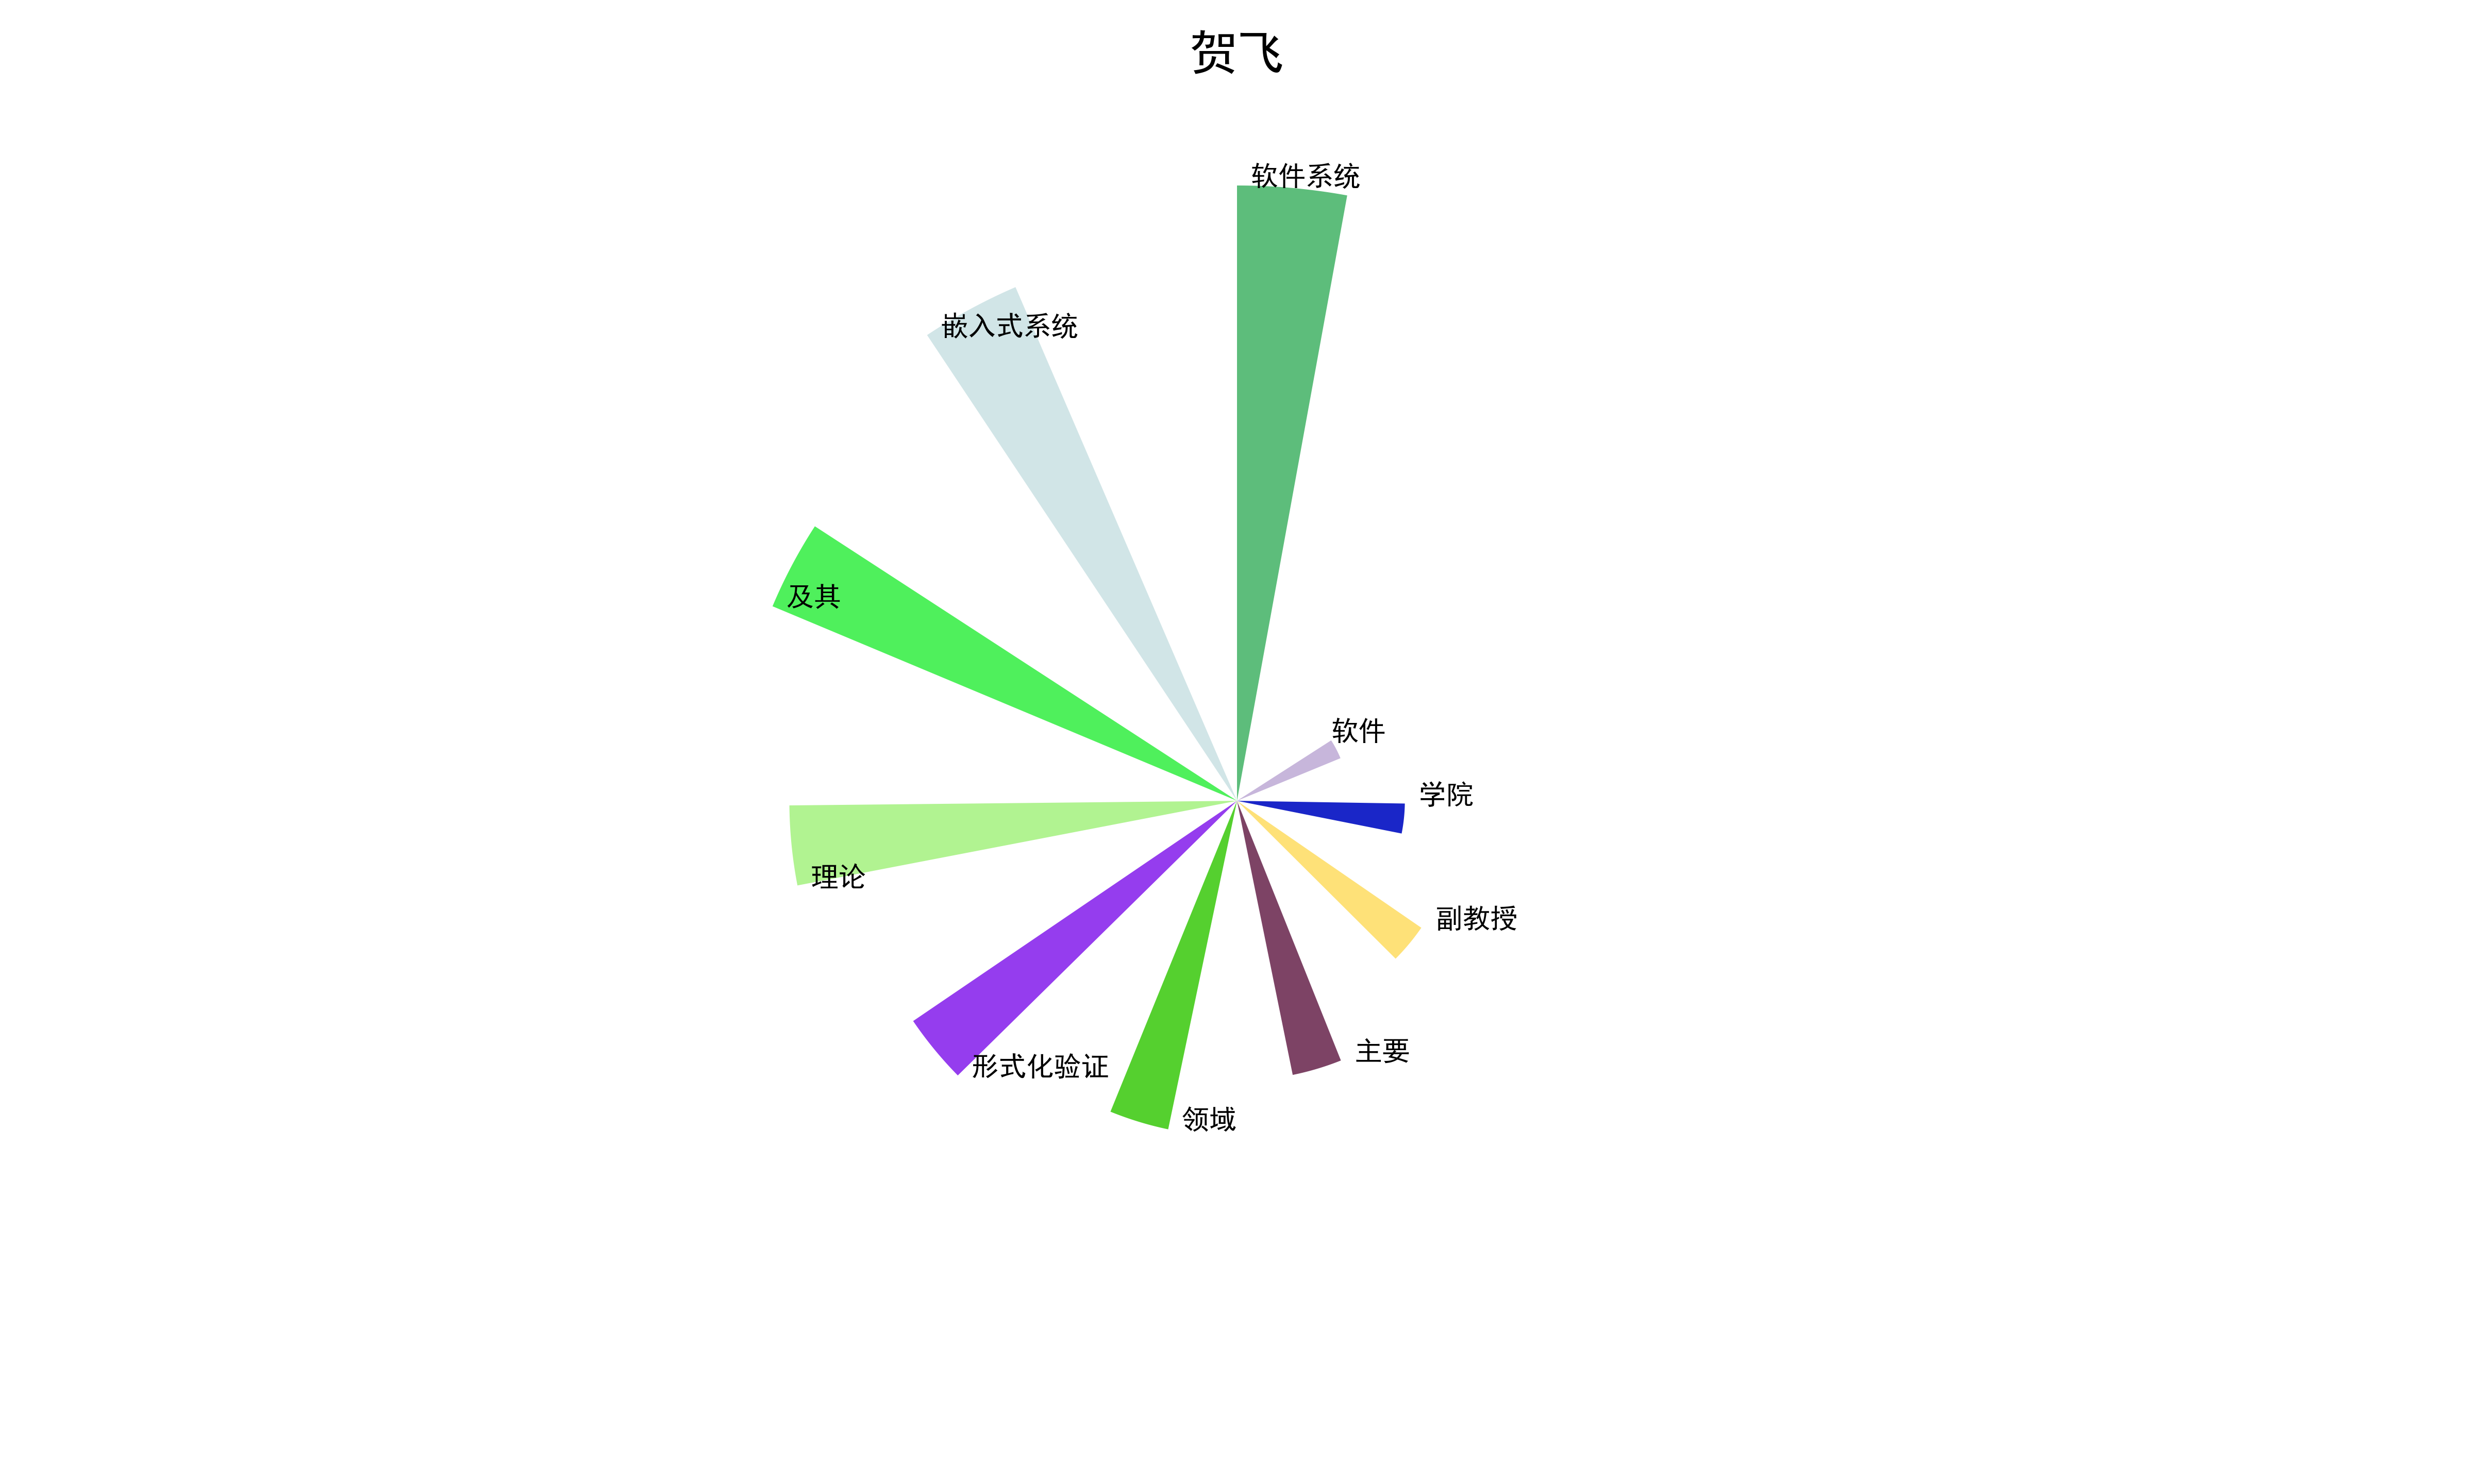 贺飞
软件系统
嵌入式系统
及其
软件
学院
理论
副教授
主要
形式化验证
领域